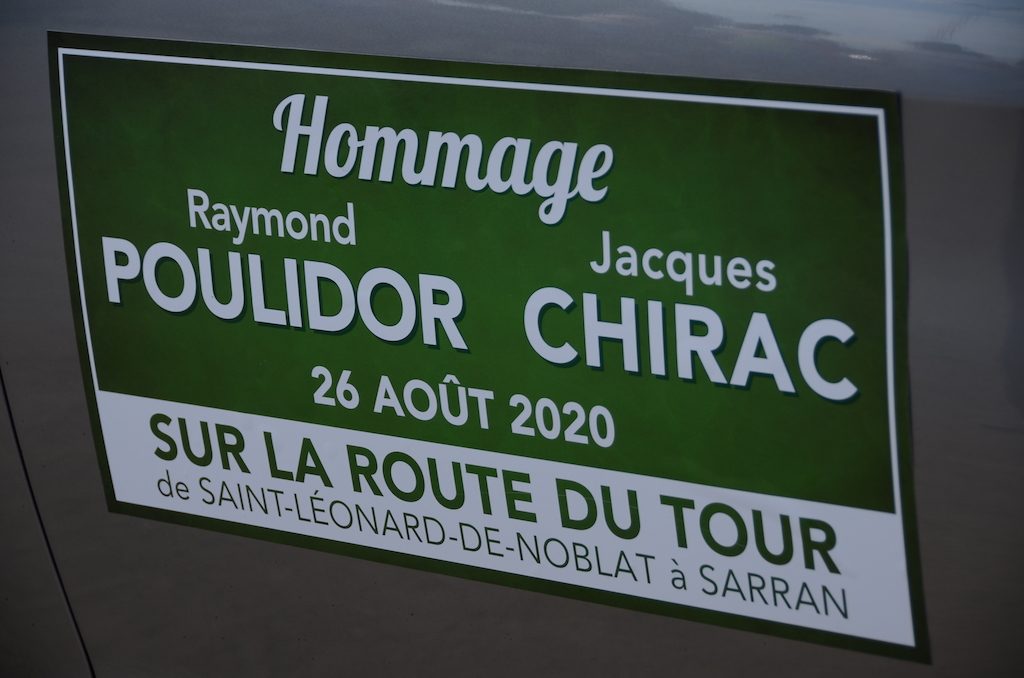 Hommage
Raymond
POULIDOR
Jacques
CHIRAC
26 AOÛT 2020
SUR LA ROUTE DU TOUR
de SAINT-LÉONARD-DE-NOBLAT à SARRAN